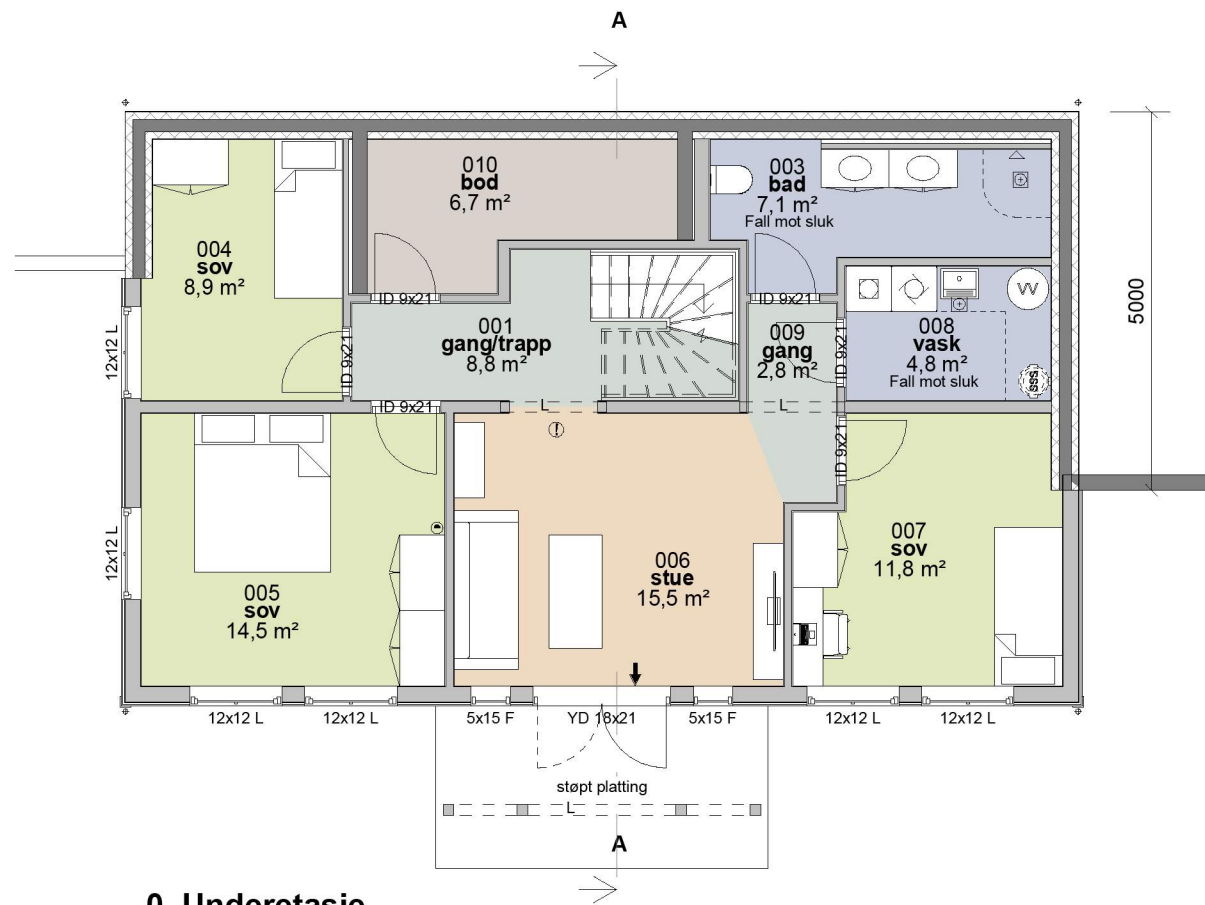 A
010
bod
6,7 m²
003
bad
7,1 m²
Fall mot sluk
004
sov
8,9 m²
5000
ID 9x21
ID 9x21
VV
12x12 L
ID 9x21
001
gang/trapp
8,8 m²
009
gang
2,8 m²
ID 9x21
008
vask
4,8 m²
Fall mot sluk
SSS
ID 9x21
L
L
ID 9x21
12x12 L
005
sov
14,5 m²
006
stue
15,5 m²
007
sov
11,8 m²
12x12 L
12x12 L
5x15 F
YD 18x21
5x15 F
12x12 L
12x12 L
støpt platting
L
A
0. Underetasje